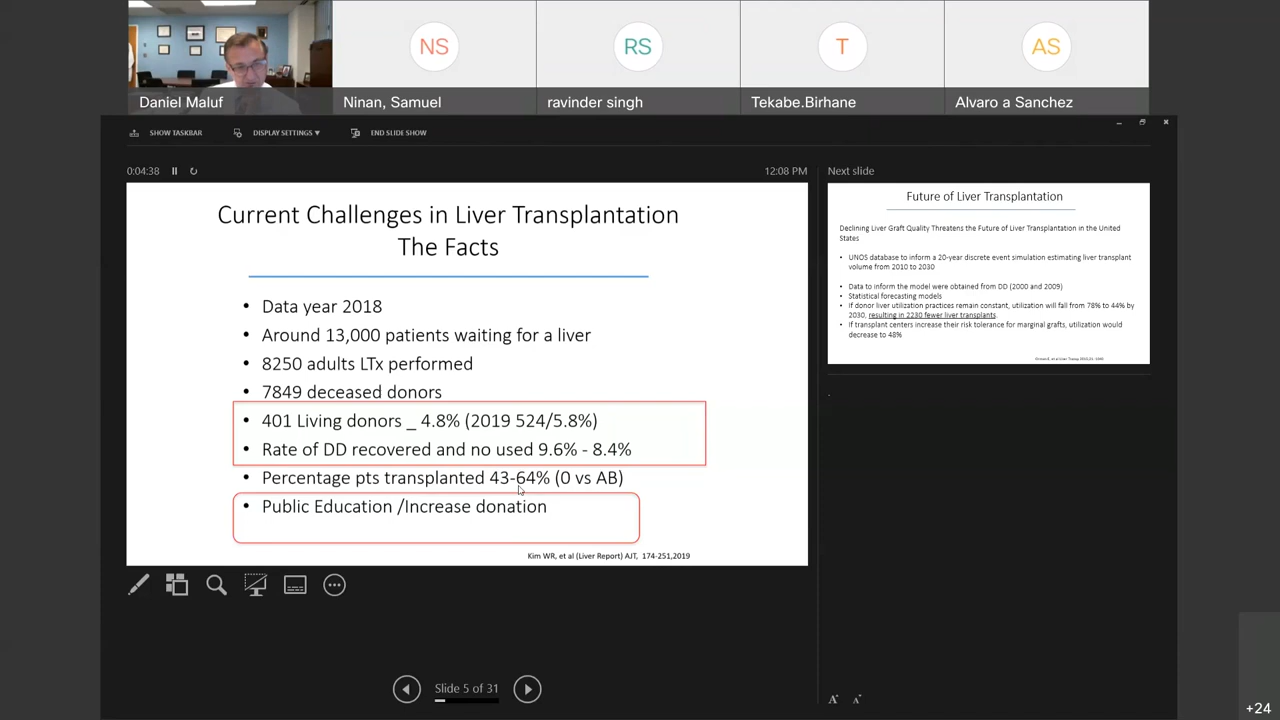 NS
RS
T
AS
Daniel Maluf
Ninan, Samuel
ravinder singh
Tekabe.Birhane
Alvaro a Sanchez
SHOW TASKBAR
DISPLAY SETTINGS ▾
END SLIDE SHOW
0:04:38
12:08 PM
Next slide
Current Challenges in Liver Transplantation
The Facts
• Data year 2018
• Around 13,000 patients waiting for a liver
• 8250 adults LTx performed
• 7849 deceased donors
• 401 Living donors _ 4.8% (2019 524/5.8%)
• Rate of DD recovered and no used 9.6% - 8.4%
• Percentage pts transplanted 43-64% (0 vs AB)
• Public Education /Increase donation
Kim WR, et al (Liver Report) AJT, 174-251,2019
Future of Liver Transplantation
Declining Liver Graft Quality Threatens the Future of Liver Transplantation in the United
States
• UNOS database to inform a 20-year discrete event simulation estimating liver transplant
volume from 2010 to 2030
• Data to inform the model were obtained from DD (2000 and 2009)
• Statistical forecasting models
• If donor liver utilization practices remain constant, utilization will fall from 78% to 44% by
2030, resulting in 2230 fewer liver transplants.
• If transplant centers increase their risk tolerance for marginal grafts, utilization would
decrease to 48%
Slide 5 of 31
A A
+24